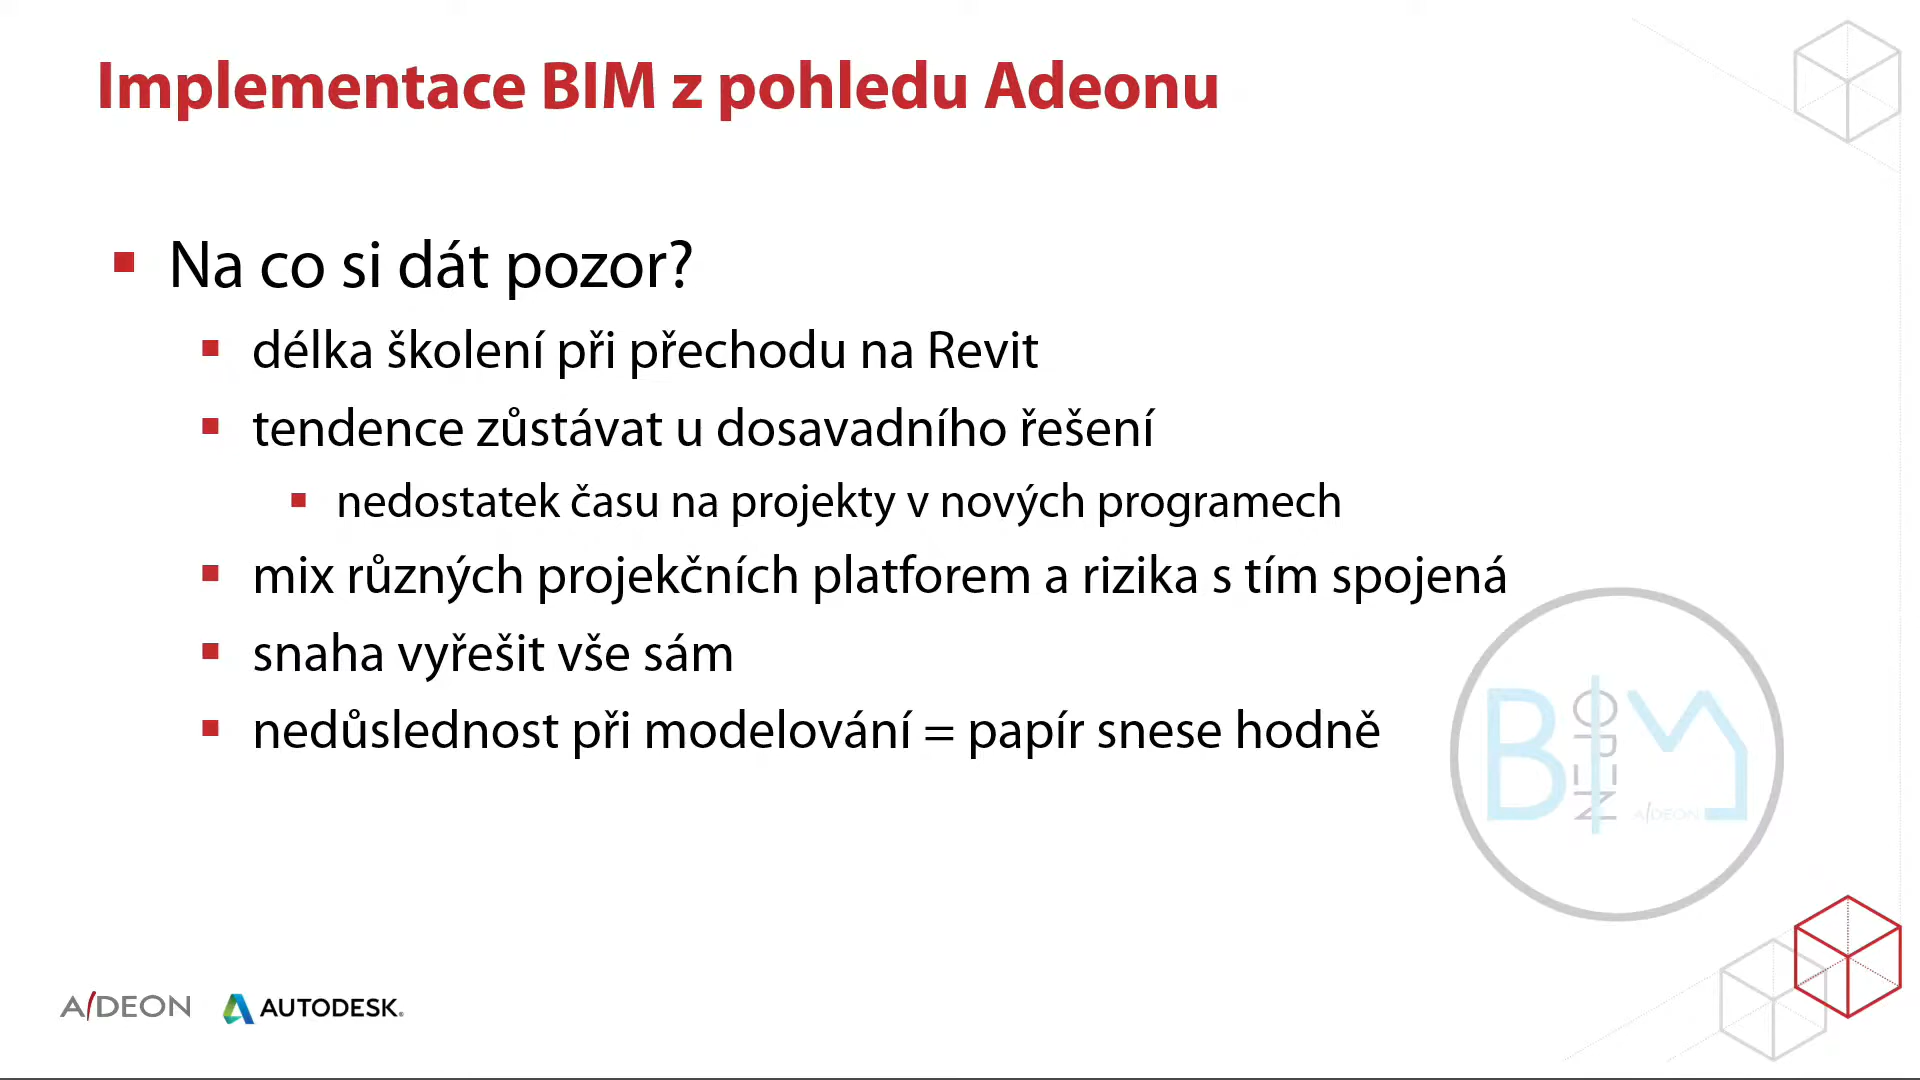 Implementace BIM z pohledu Adeonu
Na co si dát pozor?
délka školení při přechodu na Revit
tendence zůstávat u dosavadního řešení
nedostatek času na projekty v nových programech
mix různých projekčních platforem a rizika s tím spojená
snaha vyřešit vše sám
nedůslednost při modelování = papír snese hodně
BIM
OPEN
A/DEON
A/DEON
AUTODESK.